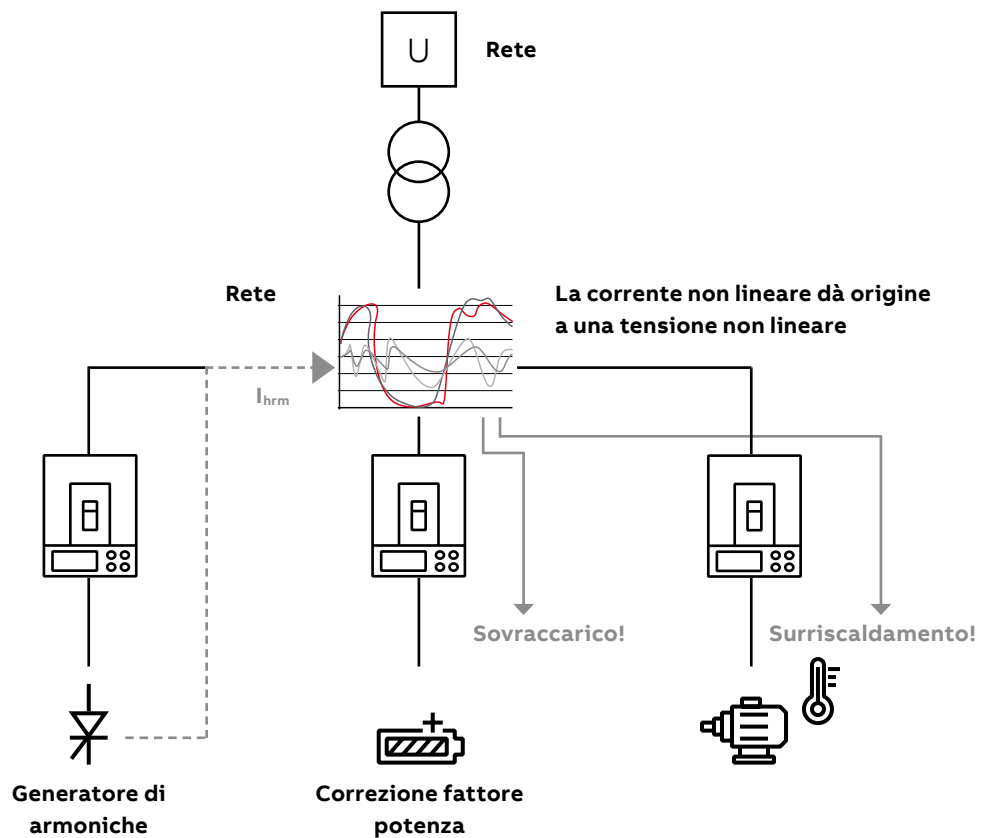 U
Rete
Rete
La corrente non lineare dà origine
a una tensione non lineare
Ihrm
Sovraccarico!
Surriscaldamento!
Generatore di
armoniche
Correzione fattore
potenza